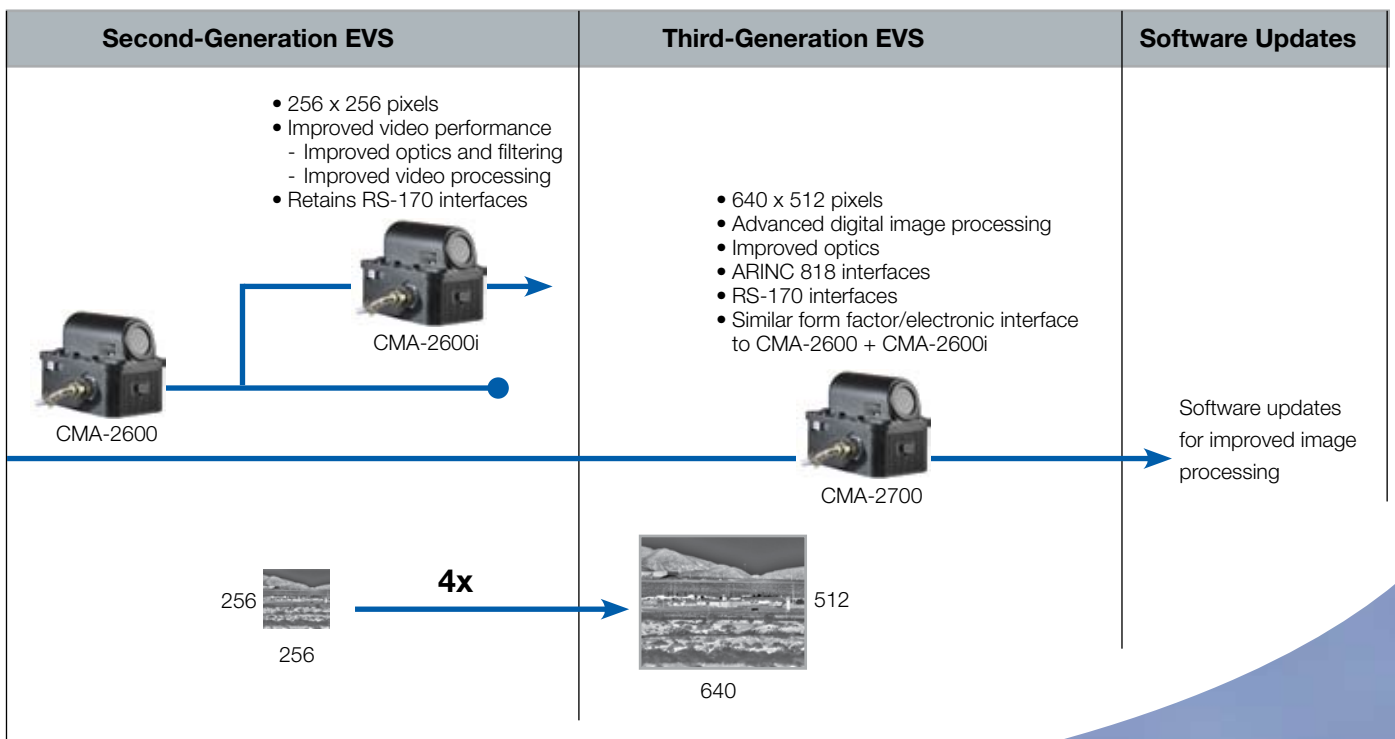 Second-Generation EVS
Third-Generation EVS
Software Updates
• 256 x 256 pixels
• Improved video performance
- Improved optics and filtering
- Improved video processing
• Retains RS-170 interfaces
CMA-2600i
CMA-2600
• 640 x 512 pixels
• Advanced digital image processing
• Improved optics
• ARINC 818 interfaces
• RS-170 interfaces
• Similar form factor/electronic interface
to CMA-2600 + CMA-2600i
CMA-2700
Software updates
for improved image
processing
256
256
4x
512
640